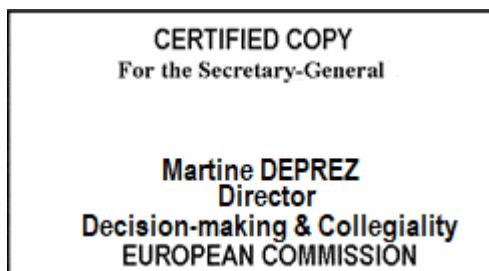 CERTIFIED COPY
For the Secretary-General
Martine DEPREZ
Director
Decision-making & Collegiality
EUROPEAN COMMISSION